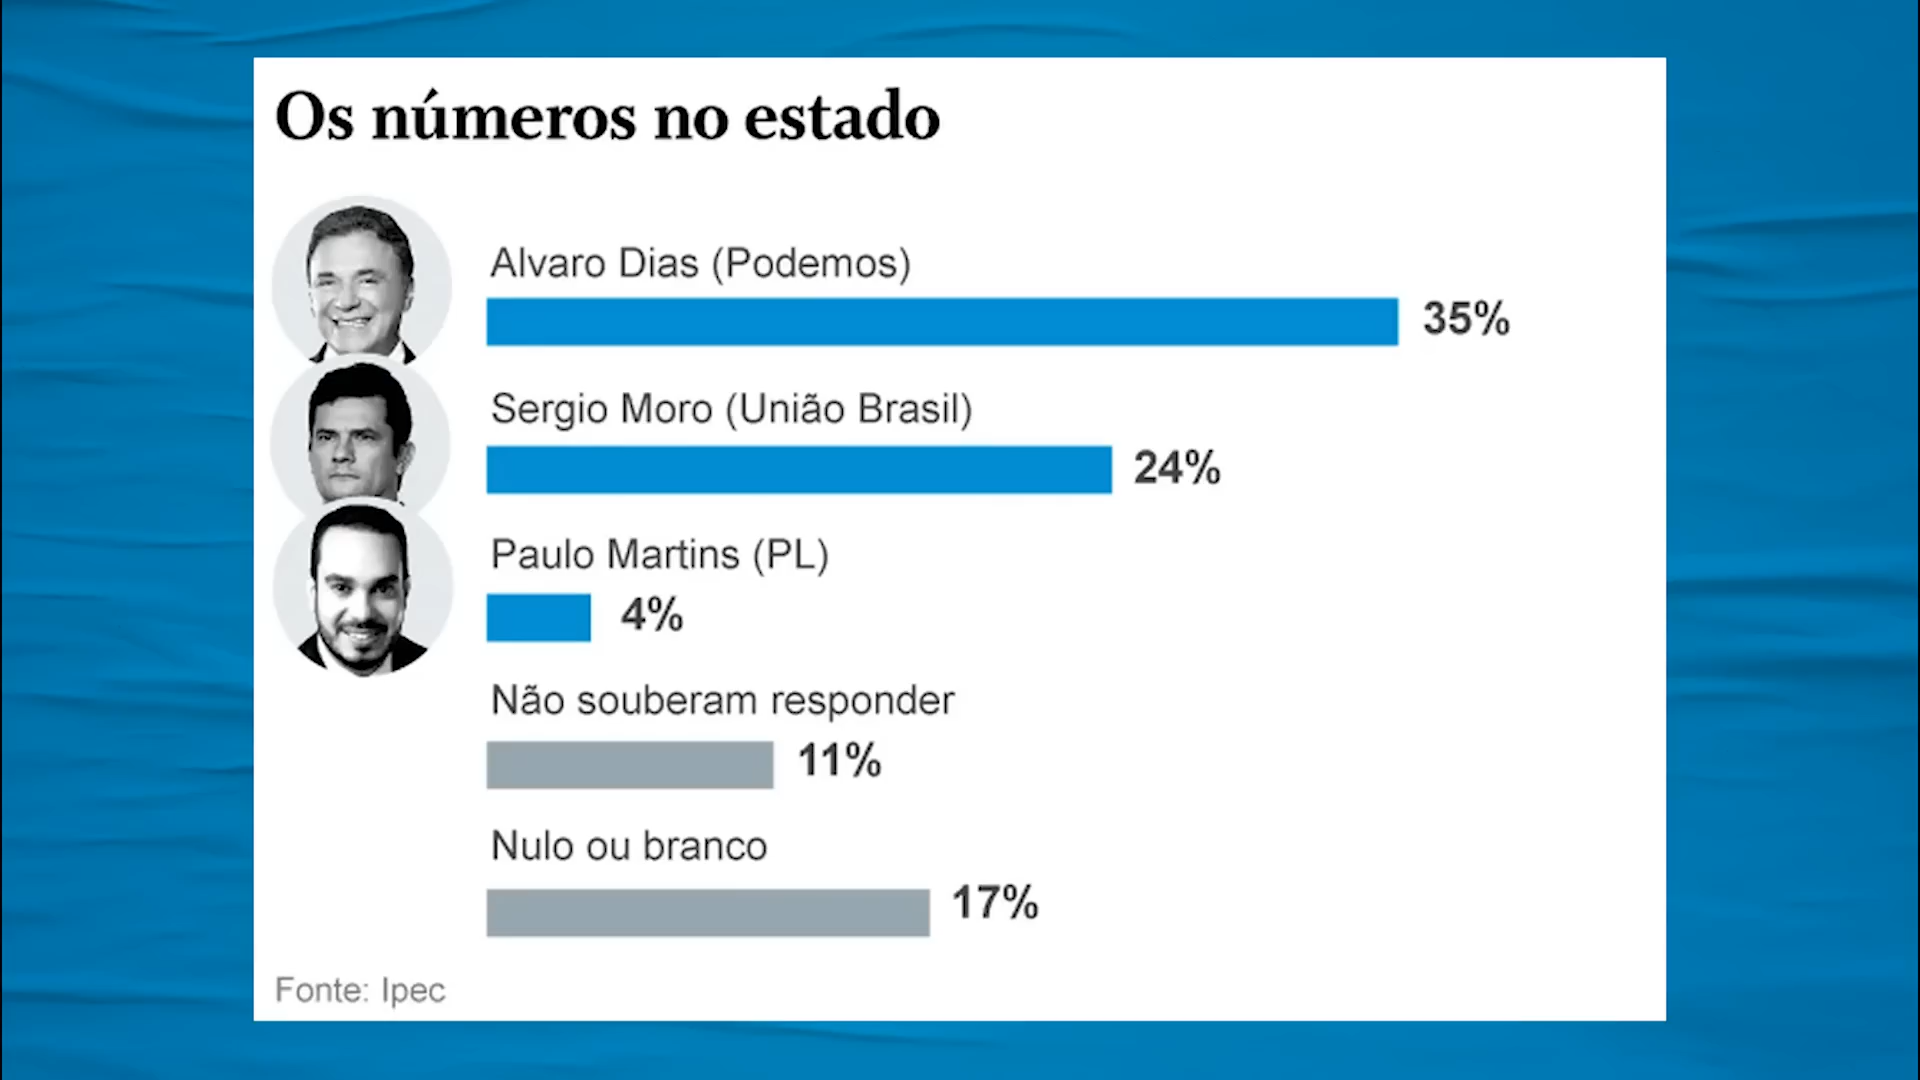 Os números no estado
Alvaro Dias (Podemos)
35%
Sergio Moro (União Brasil)
24%
Paulo Martins (PL)
4%
Não souberam responder
11%
Nulo ou branco
17%
Fonte: Ipec